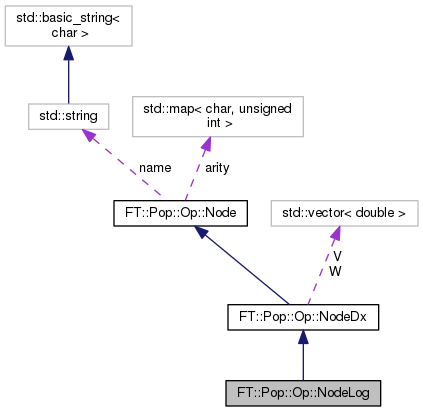 std::basic_string<
char >
std::string
std::map< char, unsigned
int >
name
arity
FT::Pop::Op::Node
std::vector< double >
V
W
FT::Pop::Op::NodeDx
FT::Pop::Op::NodeLog